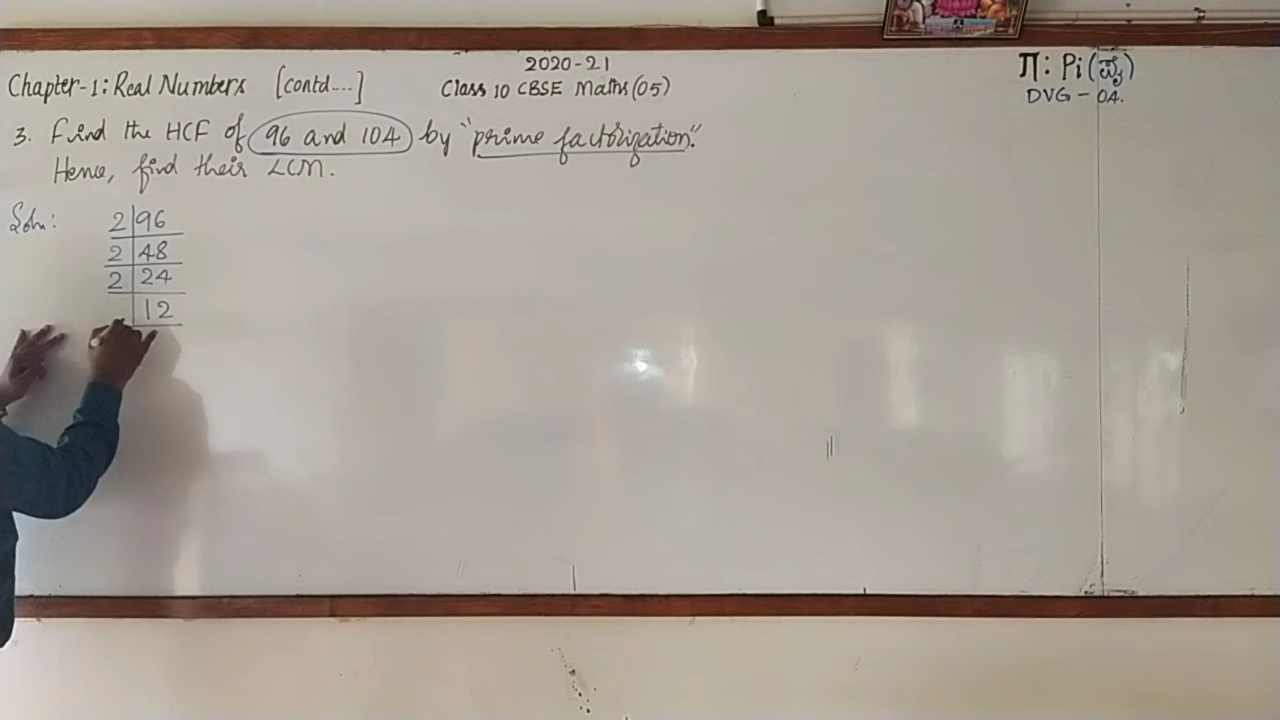 2020-21
Chapter-1: Real Numbers [contd....]
Class 10 CBSE Maths (05)
Π: Pi (ವೃ)
DVG - 04.
3. Find the HCF of 96 and 104 by "prime factorization".
Hence, find their LCM.
Soln:
2 96
2 48
2 24
12